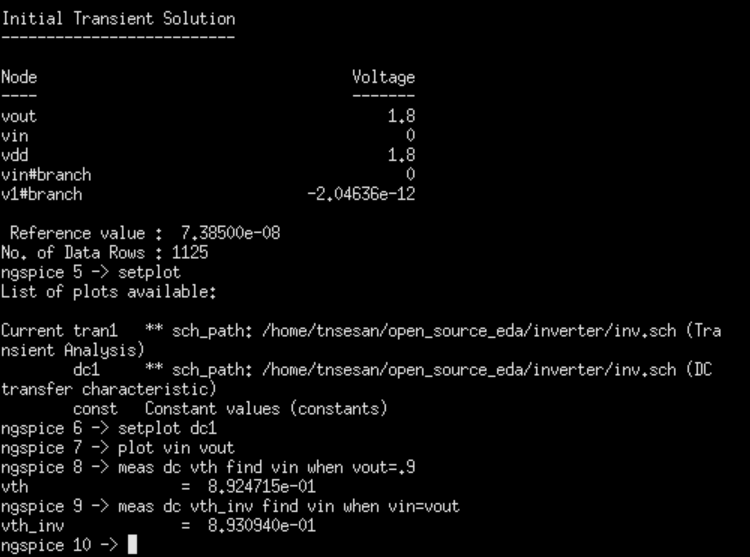 Initial Transient Solution
--------------------------
Node                                   Voltage
----                                   -------
vout                                       1.8
vin                                          0
vdd                                        1.8
vin#branch                                   0
v1#branch                         -2.04636e-12
 Reference value :  7.38500e-08
No. of Data Rows : 1125
ngspice 5 -> setplot
List of plots available:
Current tran1   ** sch_path: /home/tnsesan/open_source_eda/inverter/inv.sch (Tra
nsient Analysis)
        dc1     ** sch_path: /home/tnsesan/open_source_eda/inverter/inv.sch (DC
transfer characteristic)
        const   Constant values (constants)
ngspice 6 -> setplot dc1
ngspice 7 -> plot vin vout
ngspice 8 -> meas dc vth find vin when vout=.9
vth                 =  8.924715e-01
ngspice 9 -> meas dc vth_inv find vin when vin=vout
vth_inv             =  8.930940e-01
ngspice 10 ->